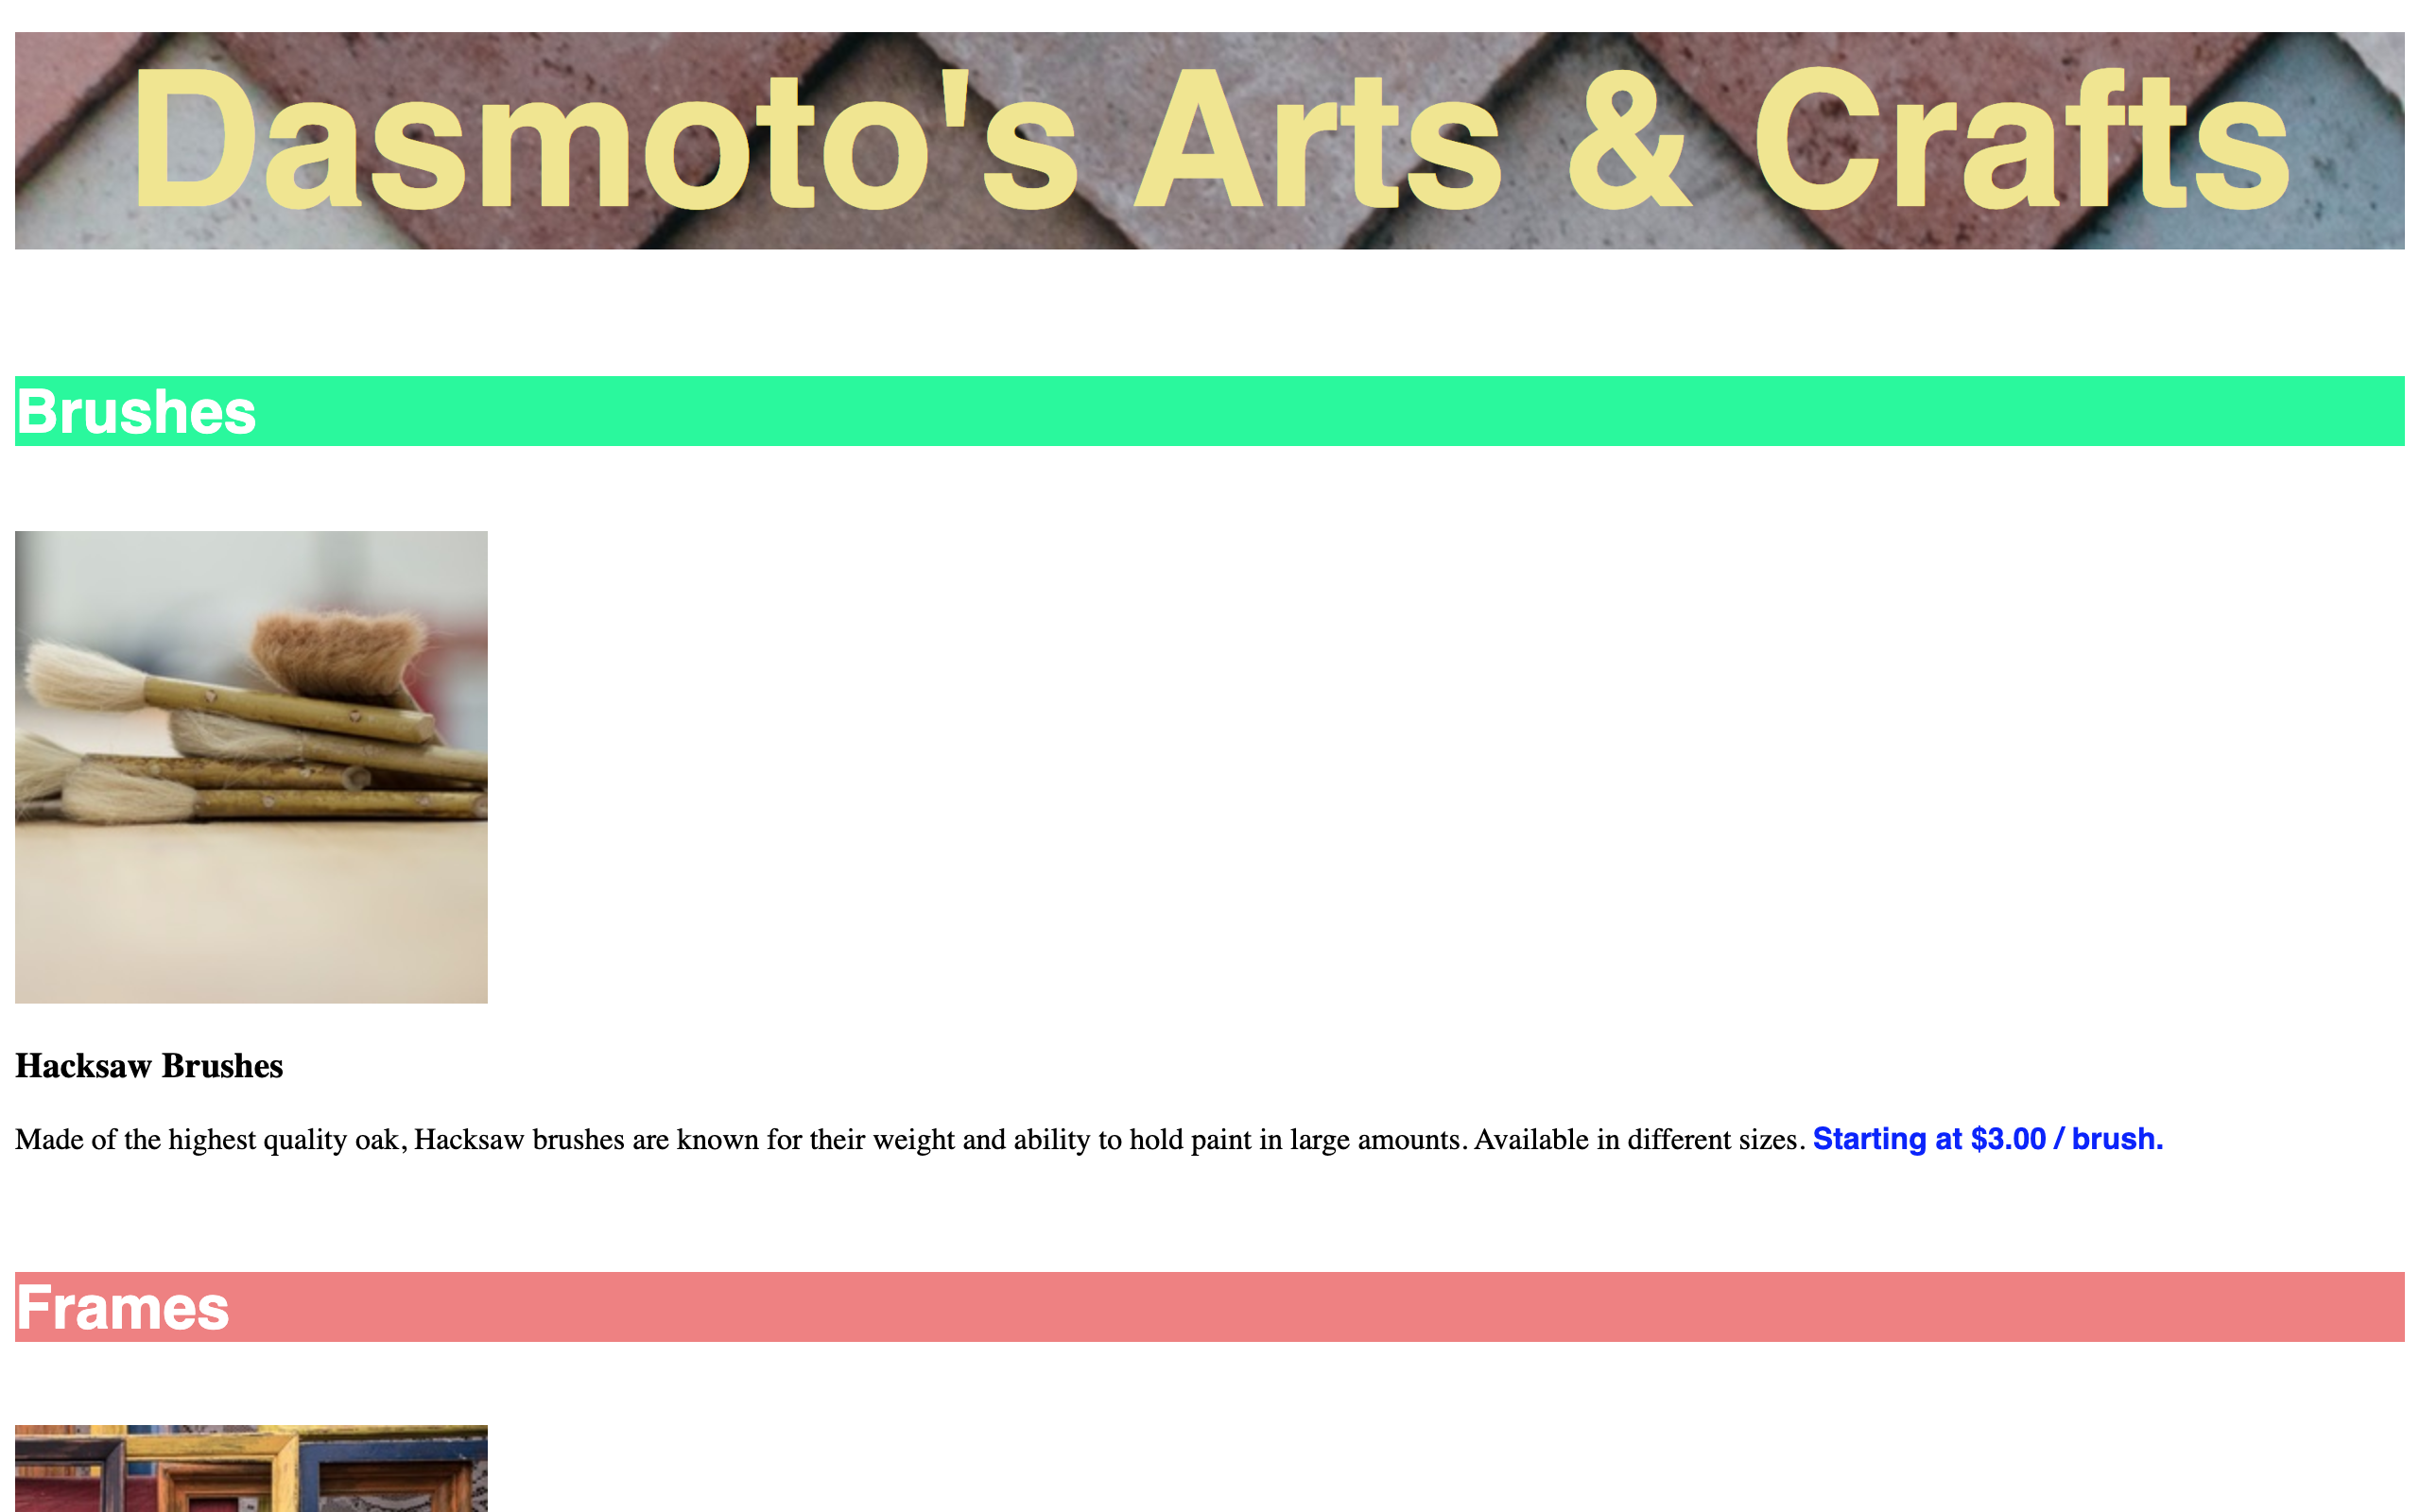 Dasmoto's Arts & Crafts
Brushes
Hacksaw Brushes
Made of the highest quality oak, Hacksaw brushes are known for their weight and ability to hold paint in large amounts. Available in different sizes. Starting at $3.00 / brush.
Frames